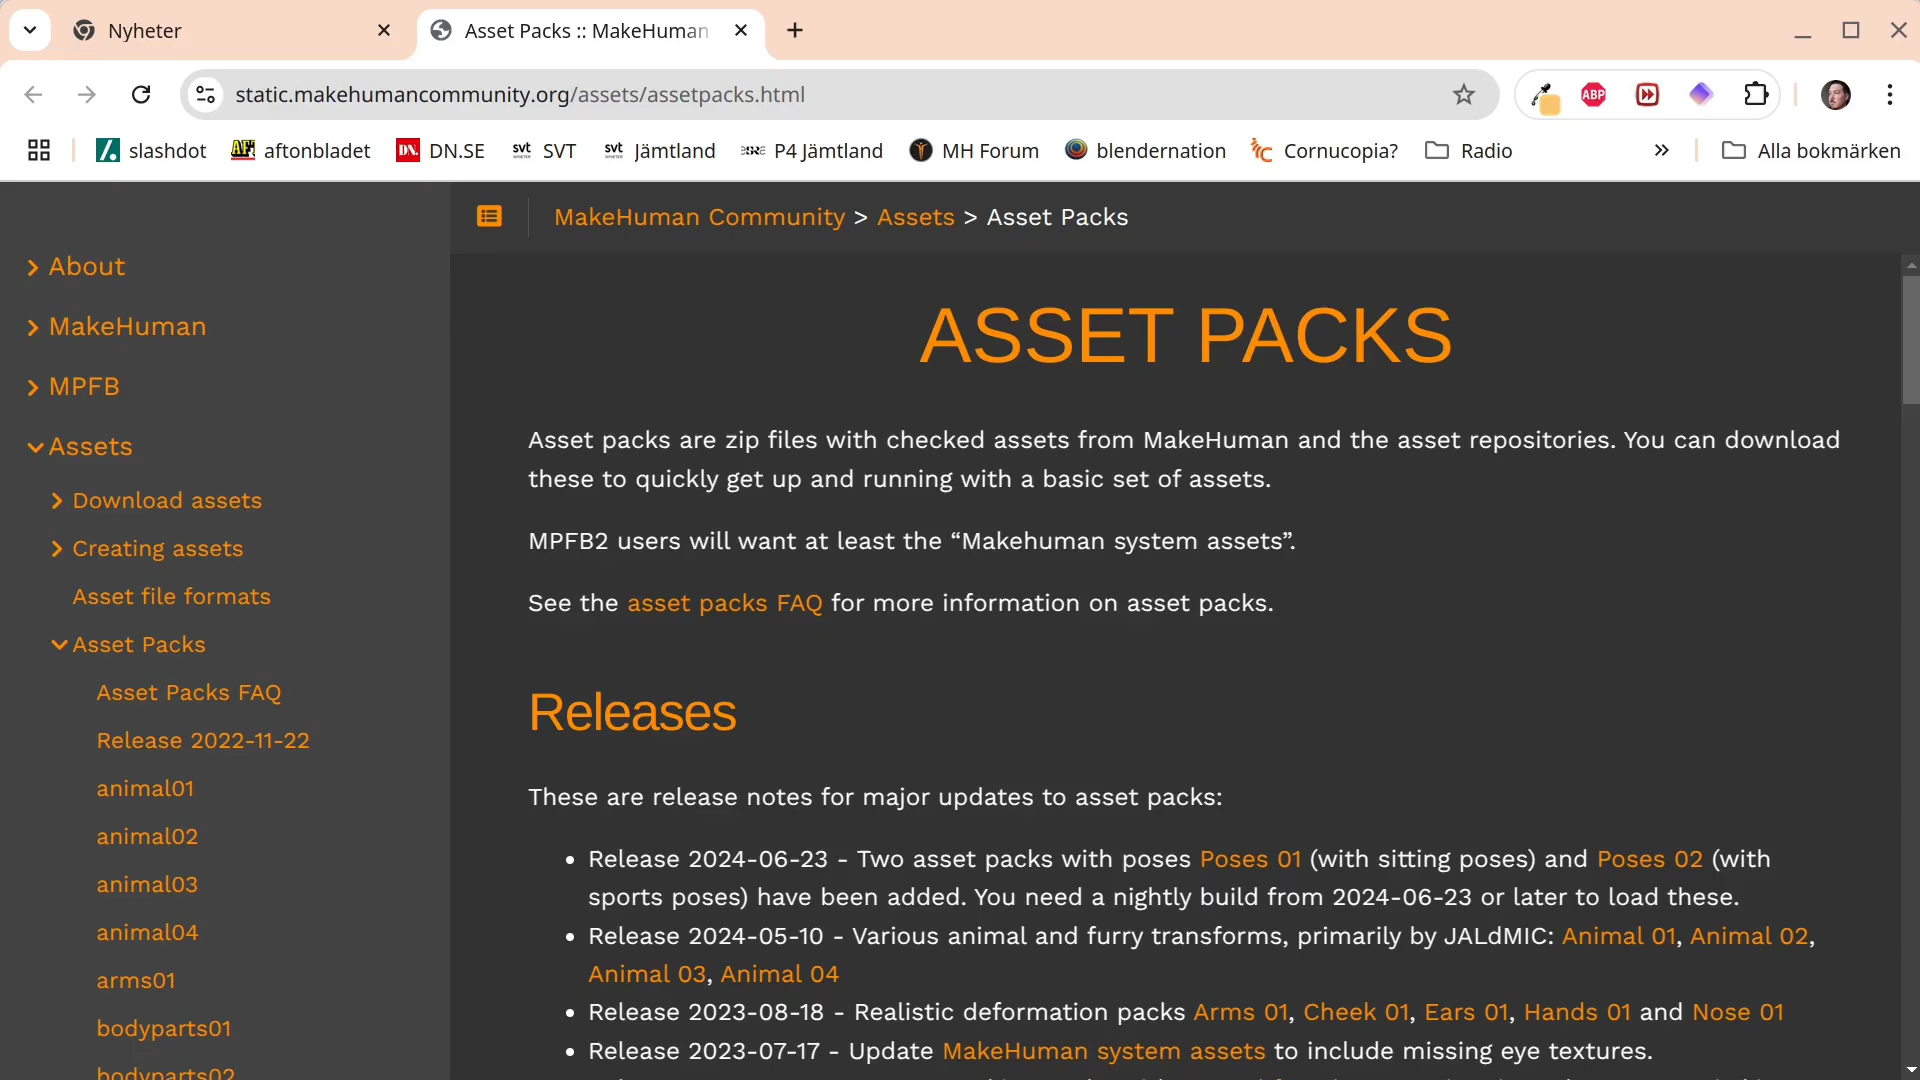 Nyheter
Asset Packs :: MakeHuman
static.makehumancommunity.org/assets/assetpacks.html
ABP
slashdot
AF
aftonbladet
DN.
DN.SE
svt
NYHETER
SVT
svt
NYHETER
Jämtland
P4 Jämtland
MH Forum
blendernation
Cornucopia?
Radio
»
Alla bokmärken
MakeHuman Community > Assets > Asset Packs
About
MakeHuman
MPFB
Assets
Download assets
Creating assets
Asset file formats
Asset Packs
Asset Packs FAQ
Release 2022-11-22
animal01
animal02
animal03
animal04
arms01
bodyparts01
bodyparts02
ASSET PACKS
Asset packs are zip files with checked assets from MakeHuman and the asset repositories. You can download
these to quickly get up and running with a basic set of assets.
MPFB2 users will want at least the “Makehuman system assets”.
See the asset packs FAQ for more information on asset packs.
Releases
These are release notes for major updates to asset packs:
• Release 2024-06-23 - Two asset packs with poses Poses 01 (with sitting poses) and Poses 02 (with
sports poses) have been added. You need a nightly build from 2024-06-23 or later to load these.
• Release 2024-05-10 - Various animal and furry transforms, primarily by JALdMIC: Animal 01, Animal 02,
Animal 03, Animal 04
• Release 2023-08-18 - Realistic deformation packs Arms 01, Cheek 01, Ears 01, Hands 01 and Nose 01
• Release 2023-07-17 - Update MakeHuman system assets to include missing eye textures.